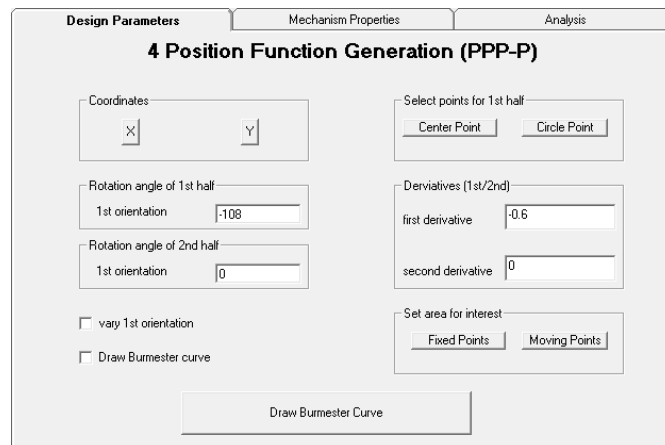 Design Parameters
Mechanism Properties
Analysis
4 Position Function Generation (PPP-P)
Coordinates
X
Y
Select points for 1st half
Center Point
Circle Point
Rotation angle of 1st half
1st orientation
-108
Derviatives (1st/2nd)
first derivative
-0.6
second derivative
0
Rotation angle of 2nd half
1st orientation
0
vary 1st orientation
Draw Burmester curve
Set area for interest
Fixed Points
Moving Points
Draw Burmester Curve